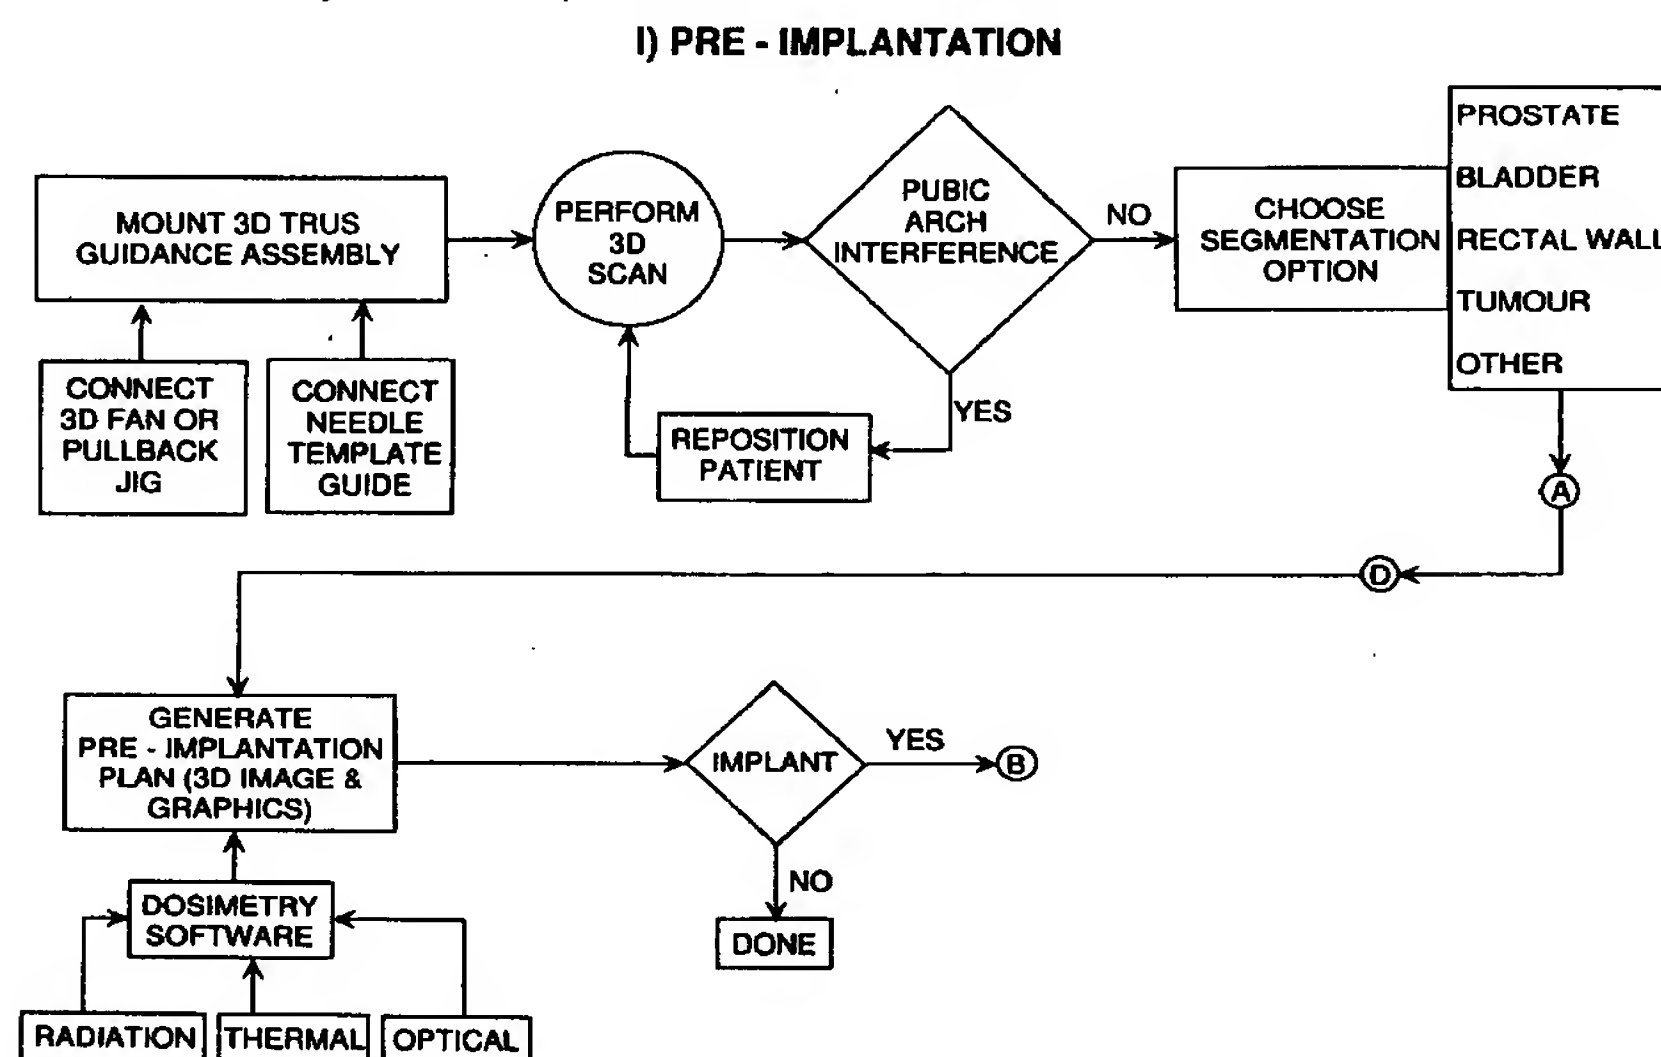 I) PRE - IMPLANTATION
MOUNT 3D TRUS
GUIDANCE ASSEMBLY
CONNECT
3D FAN OR
PULLBACK
JIG
CONNECT
NEEDLE
TEMPLATE
GUIDE
PERFORM
3D
SCAN
PUBIC
ARCH
INTERFERENCE
NO
YES
REPOSITION
PATIENT
CHOOSE
SEGMENTATION
OPTION
PROSTATE
BLADDER
RECTAL WALL
TUMOUR
OTHER
A
D
GENERATE
PRE - IMPLANTATION
PLAN (3D IMAGE &
GRAPHICS)
IMPLANT
YES
B
NO
DONE
DOSIMETRY
SOFTWARE
RADIATION
THERMAL
OPTICAL